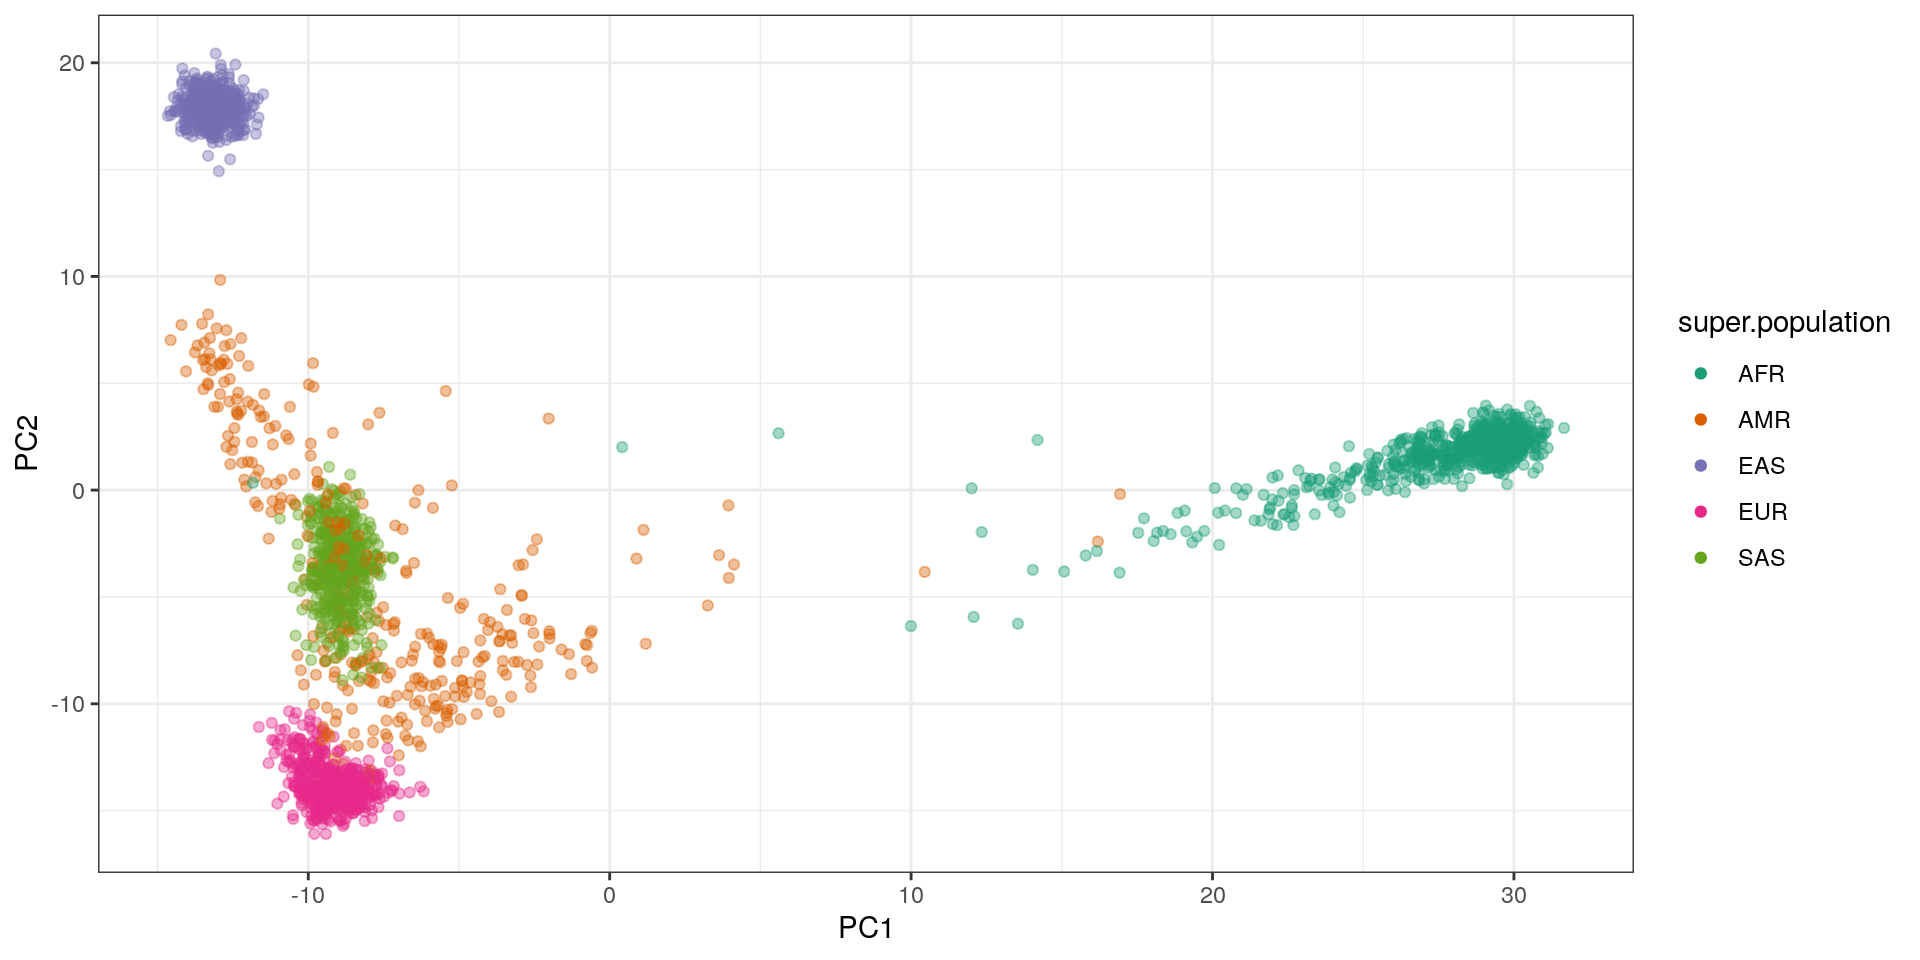 20
10
0
-10
PC2
-10
0
10
20
30
PC1
super.population
AFR
AMR
EAS
EUR
SAS